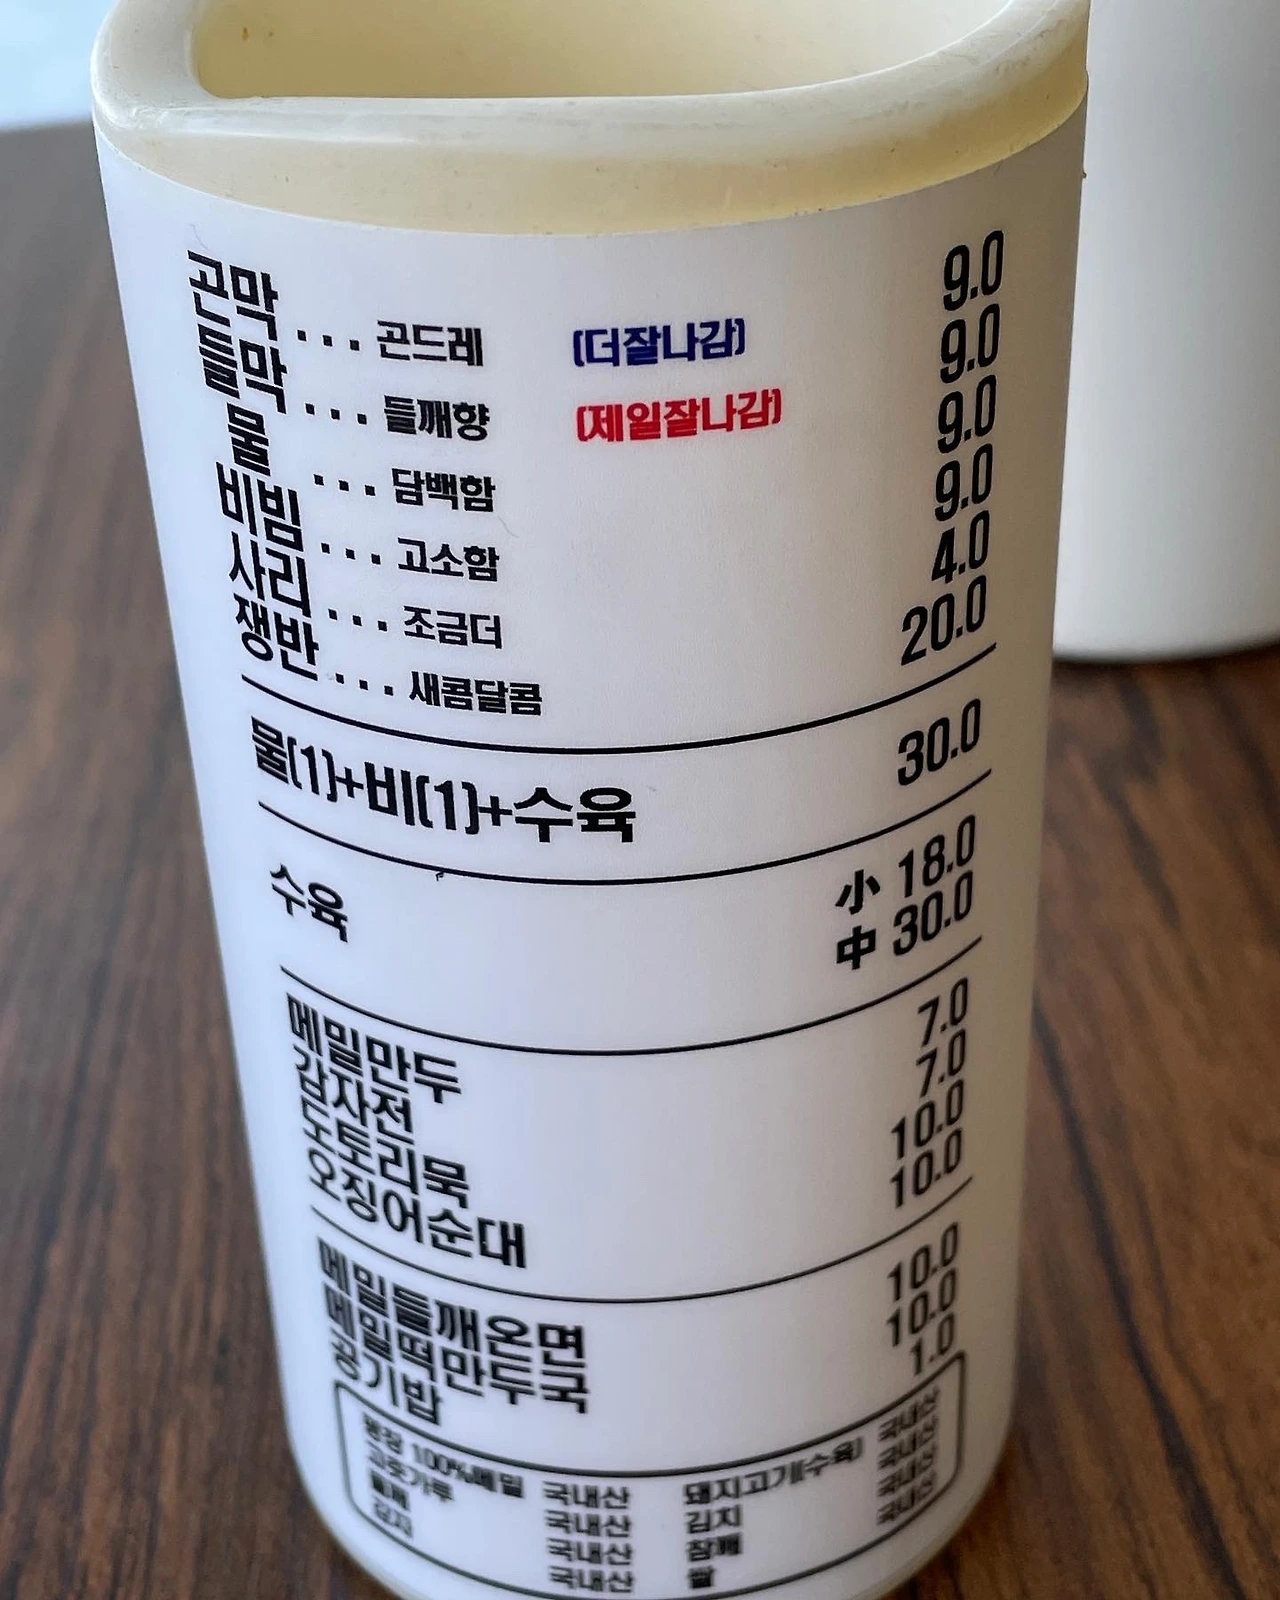 곤막 ... 곤드레 (더잘나감) 9.0
들막 ... 들깨향 (제일잘나감) 9.0
물 ... 담백함 9.0
비빔 ... 고소함 9.0
사리 ... 조금더 4.0
쟁반 ... 새콤달콤 20.0
물(1)+비(1)+수육 30.0
수육 小 18.0
中 30.0
메밀만두 7.0
감자전 7.0
도토리묵 10.0
오징어순대 10.0
메밀들깨온면 10.0
메밀떡만두국 10.0
공기밥 1.0
봉장 100%메밀 국내산 돼지고기(수육) 국내산
고춧가루 국내산 김치 국내산
들깨 국내산 참깨 국내산
감자 국내산 쌀 국내산